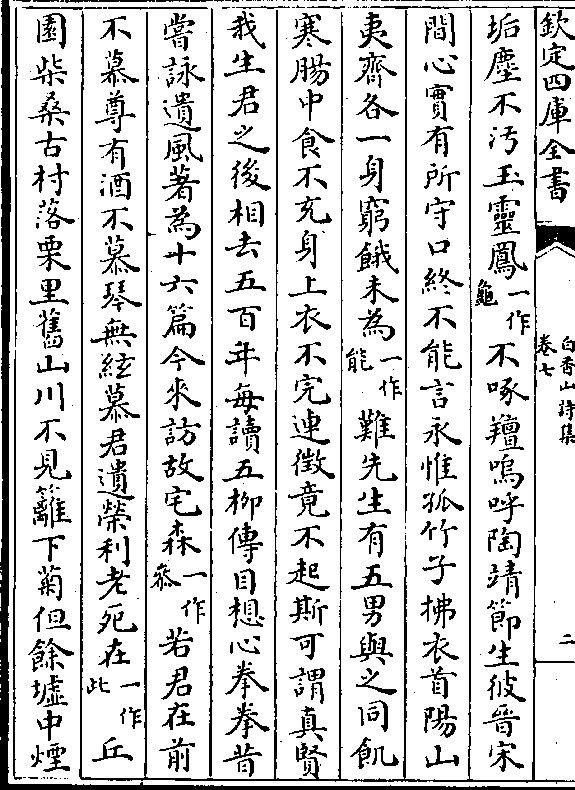 欽定四庫全書
白香山詩集
卷七
二
垢塵不汚玉靈鳳一作龜不啄羶嗚呼陶靖節生彼晉宋
間心實有所守口終不能言永惟孤竹子拂衣首陽山
夷齊各一身窮餓未為一作能難先生有五男與之同飢
寒腸中食不充身上衣不完連徴竟不起斯可謂真賢
我生君之後相去五百年每讀五柳傳目想心拳拳昔
嘗詠遺風著為十六篇今來訪故宅森一作叅若君在前
不慕尊有酒不慕琴無絃慕君遺榮利老死在一作此丘
園柴桑古村落栗里舊山川不見籬下菊但餘墟中煙